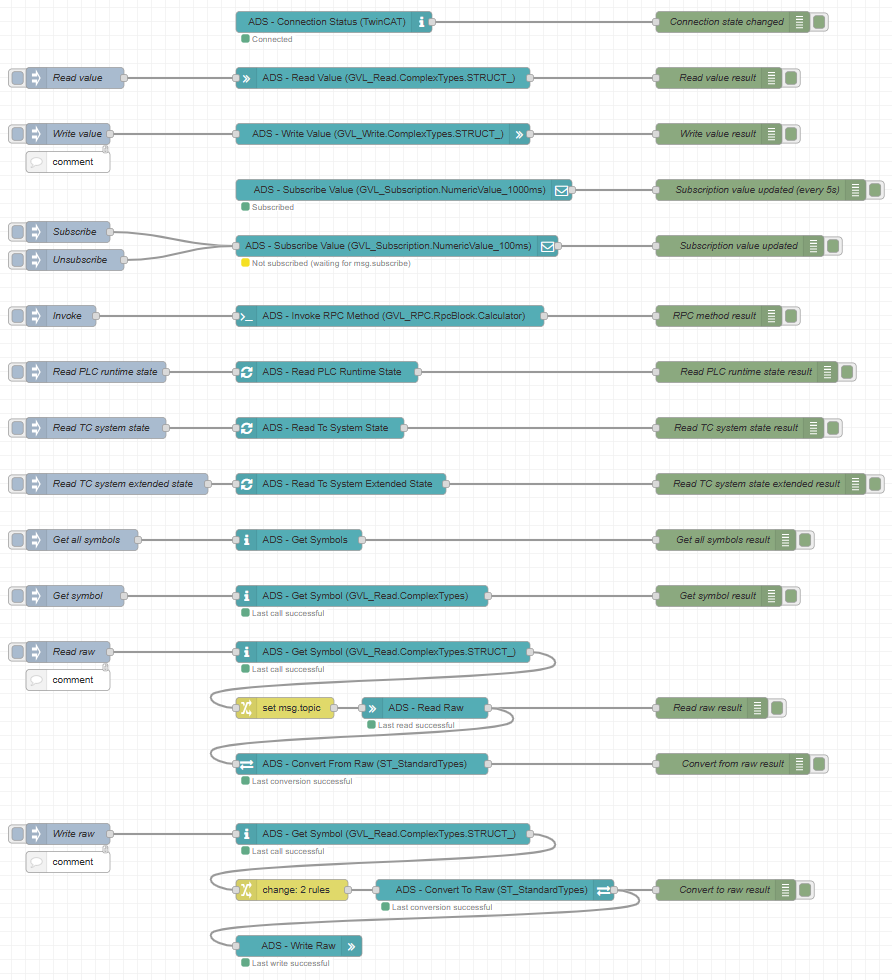 ADS - Connection Status (TwinCAT) Connection state changed
Connected
Read value ADS - Read Value (GVL_Read.ComplexTypes.STRUCT_) Read value result
Write value ADS - Write Value (GVL_Write.ComplexTypes.STRUCT_) Write value result
comment
ADS - Subscribe Value (GVL_Subscription.NumericValue_1000ms) Subscription value updated (every 5s)
Subscribed
Subscribe
ADS - Subscribe Value (GVL_Subscription.NumericValue_100ms) Subscription value updated
Unsubscribe
Not subscribed (waiting for msg.subscribe)
Invoke ADS - Invoke RPC Method (GVL_RPC.RpcBlock.Calculator) RPC method result
Read PLC runtime state ADS - Read PLC Runtime State Read PLC runtime state result
Read TC system state ADS - Read Tc System State Read TC system state result
Read TC system extended state ADS - Read Tc System Extended State Read TC system state extended result
Get all symbols ADS - Get Symbols Get all symbols result
Get symbol ADS - Get Symbol (GVL_Read.ComplexTypes) Get symbol result
Last call successful
Read raw ADS - Get Symbol (GVL_Read.ComplexTypes.STRUCT_)
Last call successful
comment
set msg.topic ADS - Read Raw Read raw result
Last read successful
ADS - Convert From Raw (ST_StandardTypes) Convert from raw result
Last conversion successful
Write raw ADS - Get Symbol (GVL_Read.ComplexTypes.STRUCT_)
Last call successful
comment
change: 2 rules ADS - Convert To Raw (ST_StandardTypes) Convert to raw result
Last conversion successful
ADS - Write Raw
Last write successful